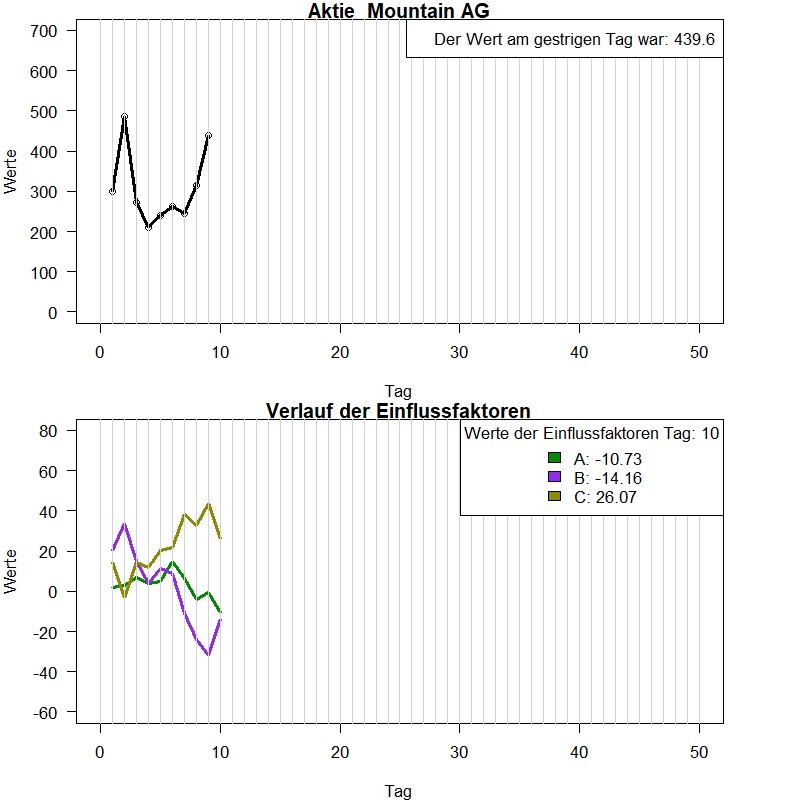 Aktie  Mountain AG
Der Wert am gestrigen Tag war: 439.6
Werte
700
600
500
400
300
200
100
0
0 10 20 30 40 50
Tag
Verlauf der Einflussfaktoren
Werte der Einflussfaktoren Tag: 10
A: -10.73
B: -14.16
C: 26.07
Werte
80
60
40
20
0
-20
-40
-60
0 10 20 30 40 50
Tag